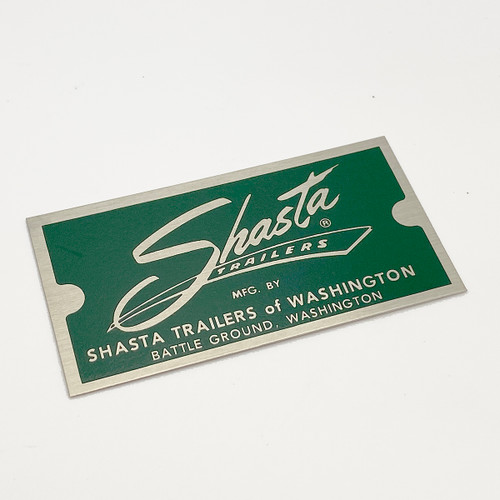 Shasta ®
TRAILERS
MFG. BY
SHASTA TRAILERS of WASHINGTON
BATTLE GROUND, WASHINGTON